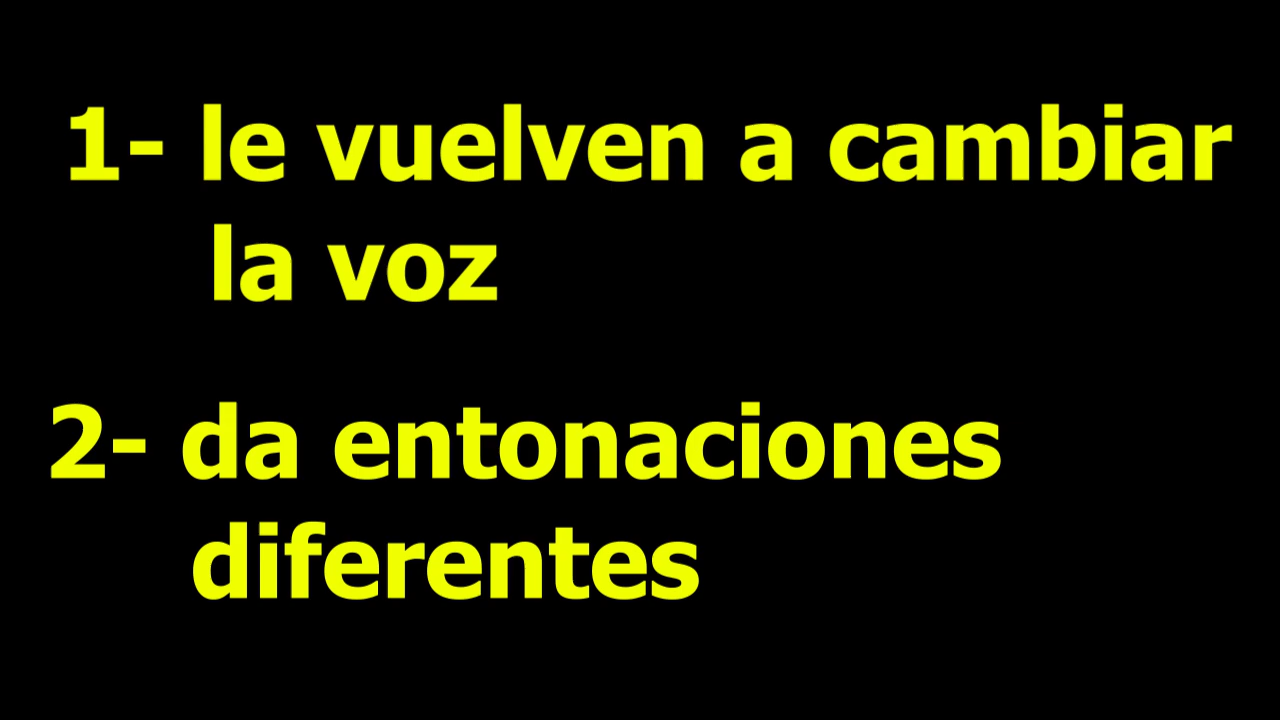 1- le vuelven a cambiar
la voz
2- da entonaciones
diferentes